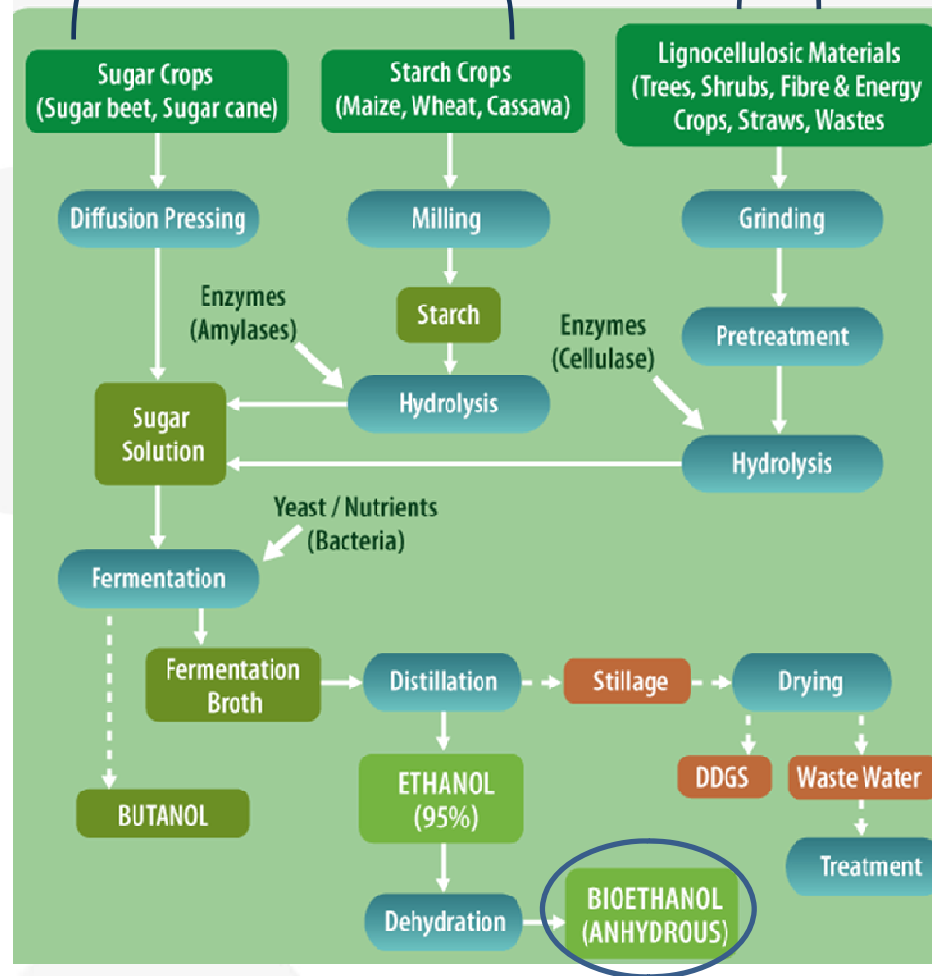 Sugar Crops
(Sugar beet, Sugar cane)
Starch Crops
(Maize, Wheat, Cassava)
Lignocellulosic Materials
(Trees, Shrubs, Fibre & Energy
Crops, Straws, Wastes
Diffusion Pressing
Milling
Grinding
Enzymes
(Amylases)
Starch
Enzymes
(Cellulase)
Pretreatment
Sugar
Solution
Hydrolysis
Hydrolysis
Yeast / Nutrients
(Bacteria)
Fermentation
Fermentation
Broth
Distillation
Stillage
Drying
BUTANOL
ETHANOL
(95%)
DDGS
Waste Water
Treatment
Dehydration
BIOETHANOL
(ANHYDROUS)